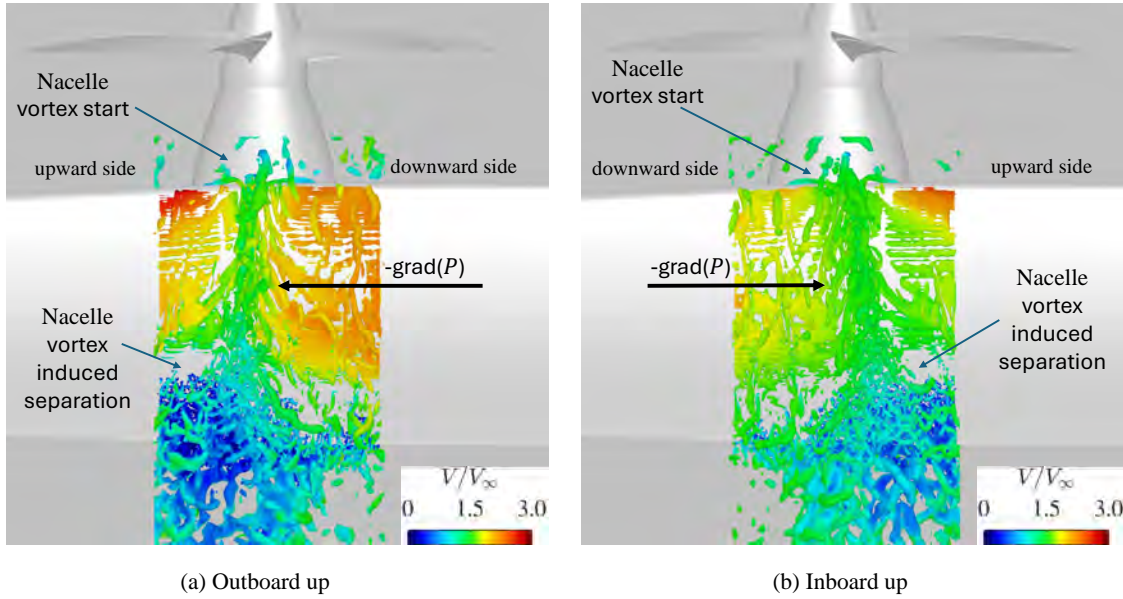 Nacelle
vortex start
upward side
downward side
-grad(P)
Nacelle
vortex
induced
separation
V/V∞
0 1.5 3.0
(a) Outboard up
Nacelle
vortex start
downward side
upward side
-grad(P)
Nacelle
vortex
induced
separation
V/V∞
0 1.5 3.0
(b) Inboard up